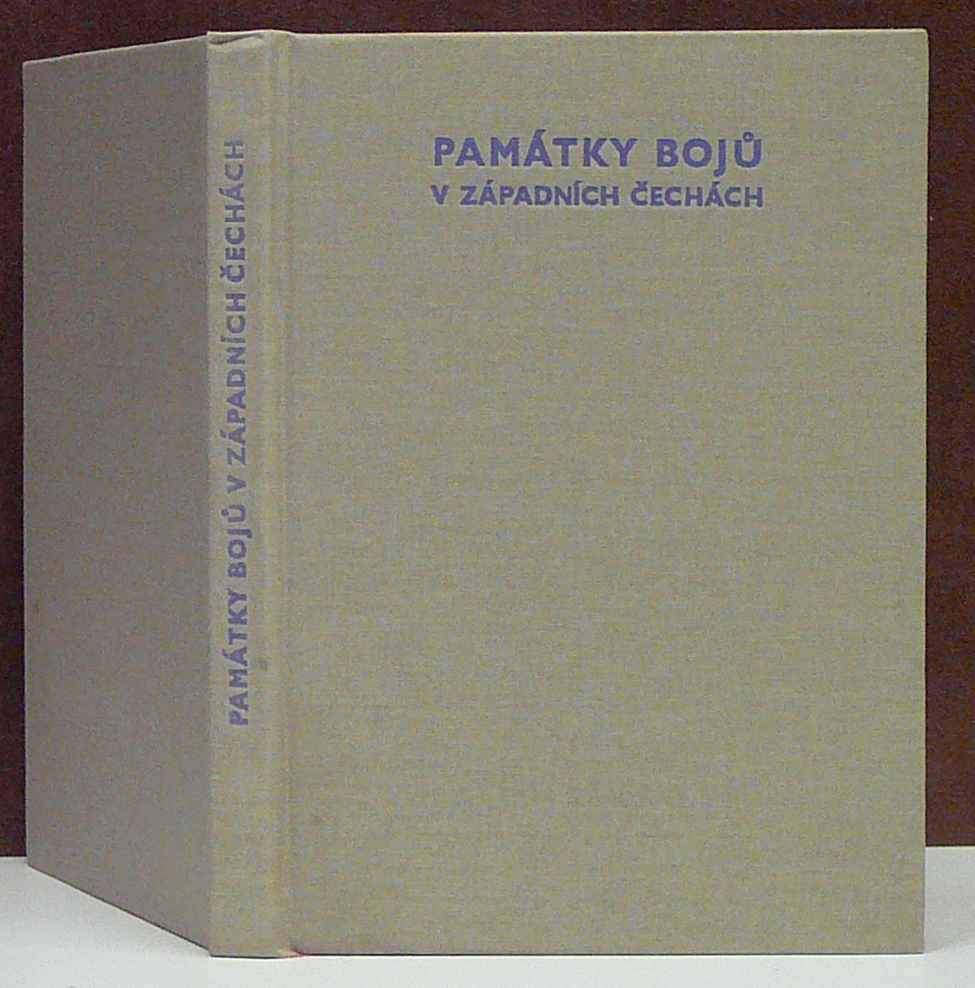 PAMÁTKY BOJŮ
V ZÁPADNÍCH ČECHÁCH
PAMÁTKY BOJŮ V ZÁPADNÍCH ČECHÁCH